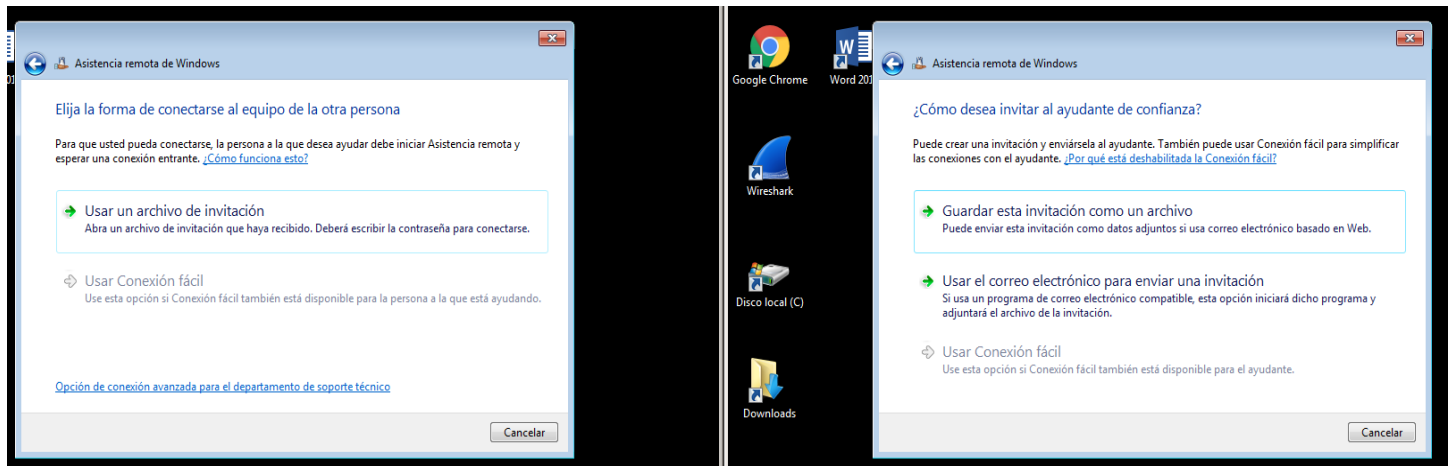 01
Asistencia remota de Windows
Elija la forma de conectarse al equipo de la otra persona
Para que usted pueda conectarse, la persona a la que desea ayudar debe iniciar Asistencia remota y
esperar una conexión entrante. ¿Cómo funciona esto?
Usar un archivo de invitación
Abra un archivo de invitación que haya recibido. Deberá escribir la contraseña para conectarse.
Usar Conexión fácil
Use esta opción si Conexión fácil también está disponible para la persona a la que está ayudando.
Opción de conexión avanzada para el departamento de soporte técnico
Cancelar
Google Chrome
Word 201
Wireshark
Disco local (C)
Downloads
Asistencia remota de Windows
¿Cómo desea invitar al ayudante de confianza?
Puede crear una invitación y enviársela al ayudante. También puede usar Conexión fácil para simplificar
las conexiones con el ayudante. ¿Por qué está deshabilitada la Conexión fácil?
Guardar esta invitación como un archivo
Puede enviar esta invitación como datos adjuntos si usa correo electrónico basado en Web.
Usar el correo electrónico para enviar una invitación
Si usa un programa de correo electrónico compatible, esta opción iniciará dicho programa y
adjuntará el archivo de la invitación.
Usar Conexión fácil
Use esta opción si Conexión fácil también está disponible para el ayudante.
Cancelar